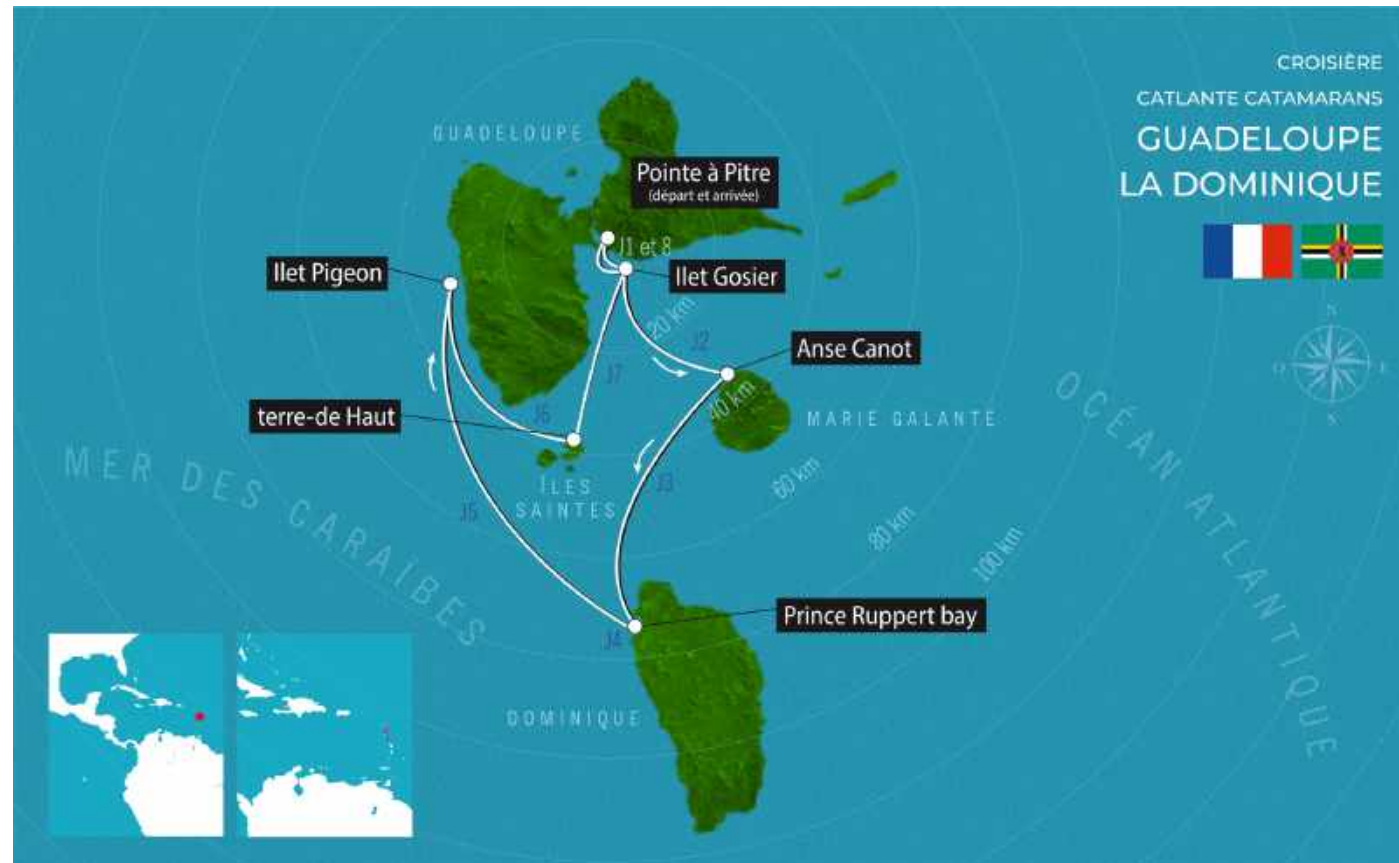 CROISIÈRE
CATLANTE CATAMARANS
GUADELOUPE
LA DOMINIQUE
GUADELOUPE
Pointe à Pitre
(départ et arrivée)
J1 et 8
Ilet Pigeon
Ilet Gosier
20 km
J2
Anse Canot
N
E
S
O
J7
40 km
terre-de Haut
J6
MARIE GALANTE
OCÉAN ATLANTIQUE
MER DES CARAÏBES
ÎLES
SAINTES
J3
J5
60 km
80 km
100 km
Prince Ruppert bay
J4
DOMINIQUE